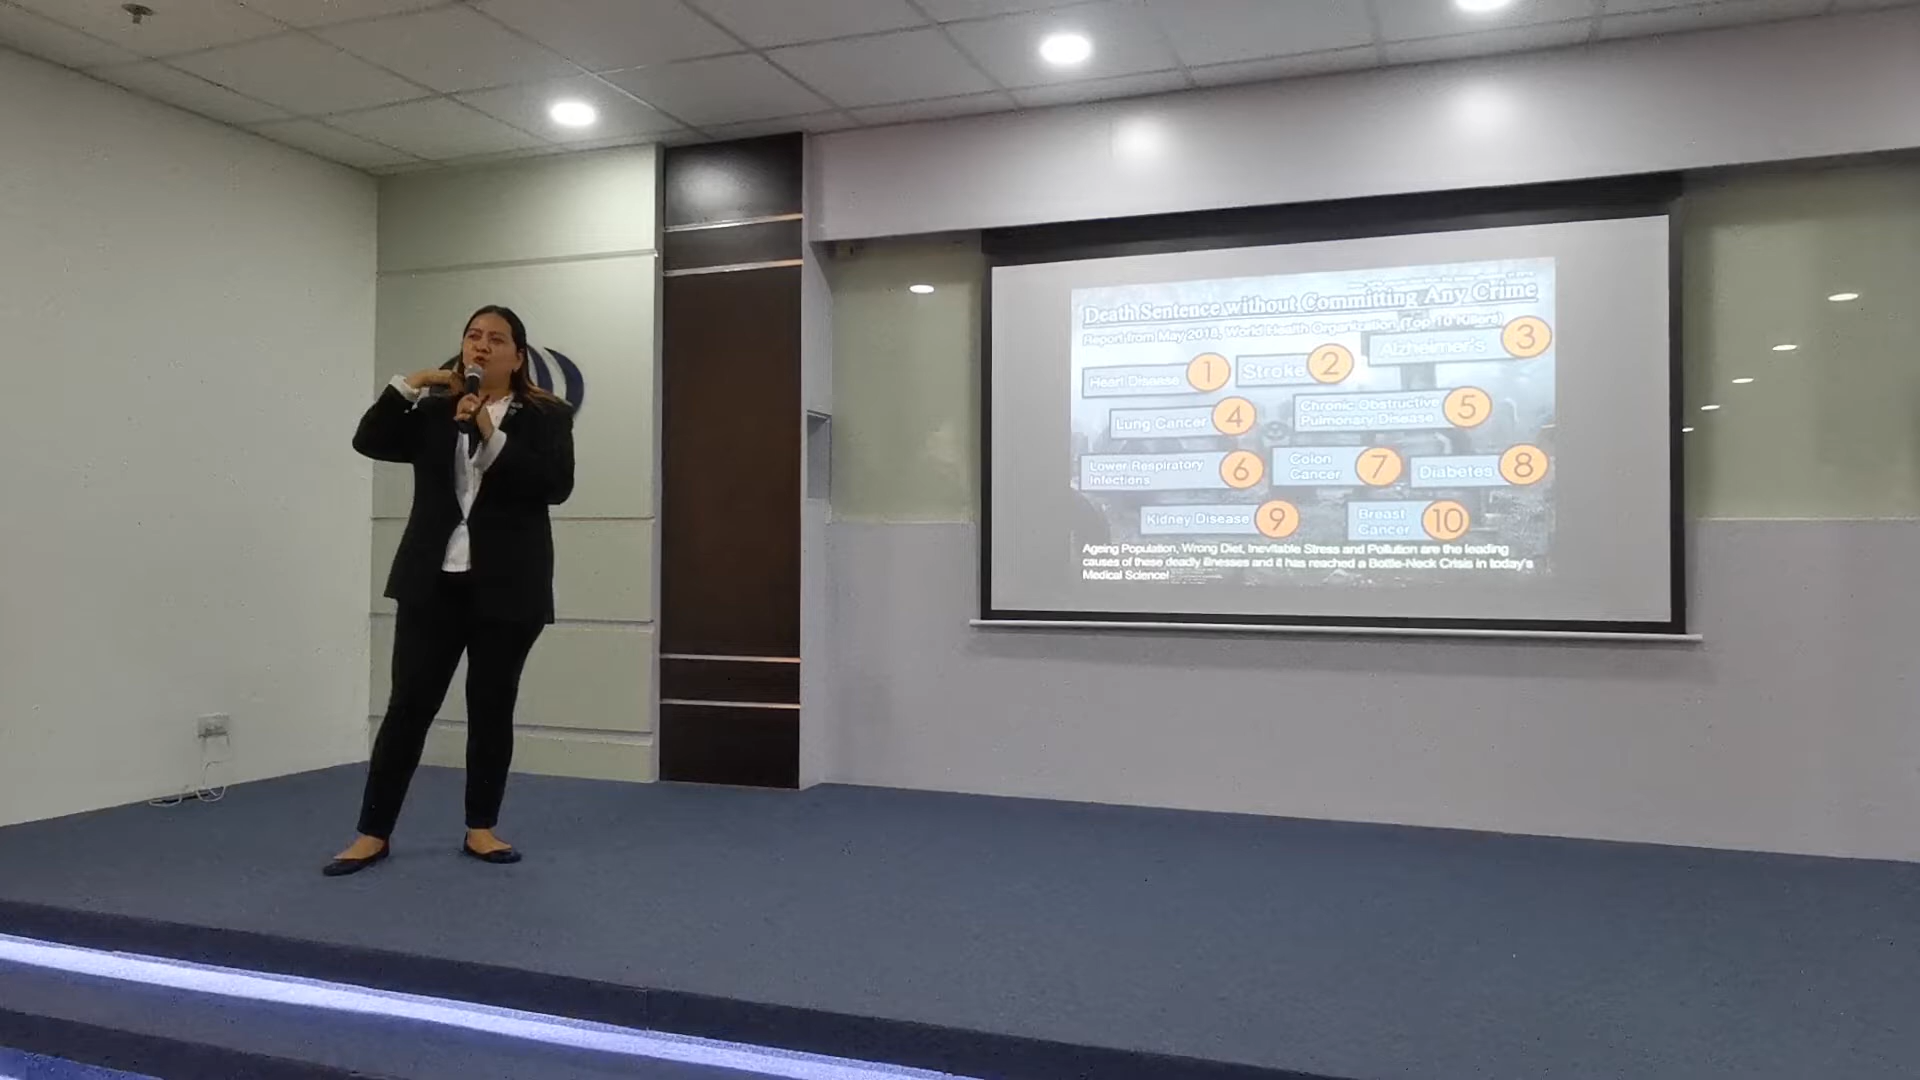 Death Sentence without Committing Any Crime
Report from May 2018, World Health Organization (Top 10 Killers)
Heart Disease 1
Stroke 2
Alzheimer's 3
Lung Cancer 4
Chronic Obstructive
Pulmonary Disease 5
Lower Respiratory
Infections 6
Colon
Cancer 7
Diabetes 8
Kidney Disease 9
Breast
Cancer 10
Ageing Population, Wrong Diet, Inevitable Stress and Pollution are the leading
causes of these deadly illnesses and it has reached a Bottle-Neck Crisis in today's
Medical Science!